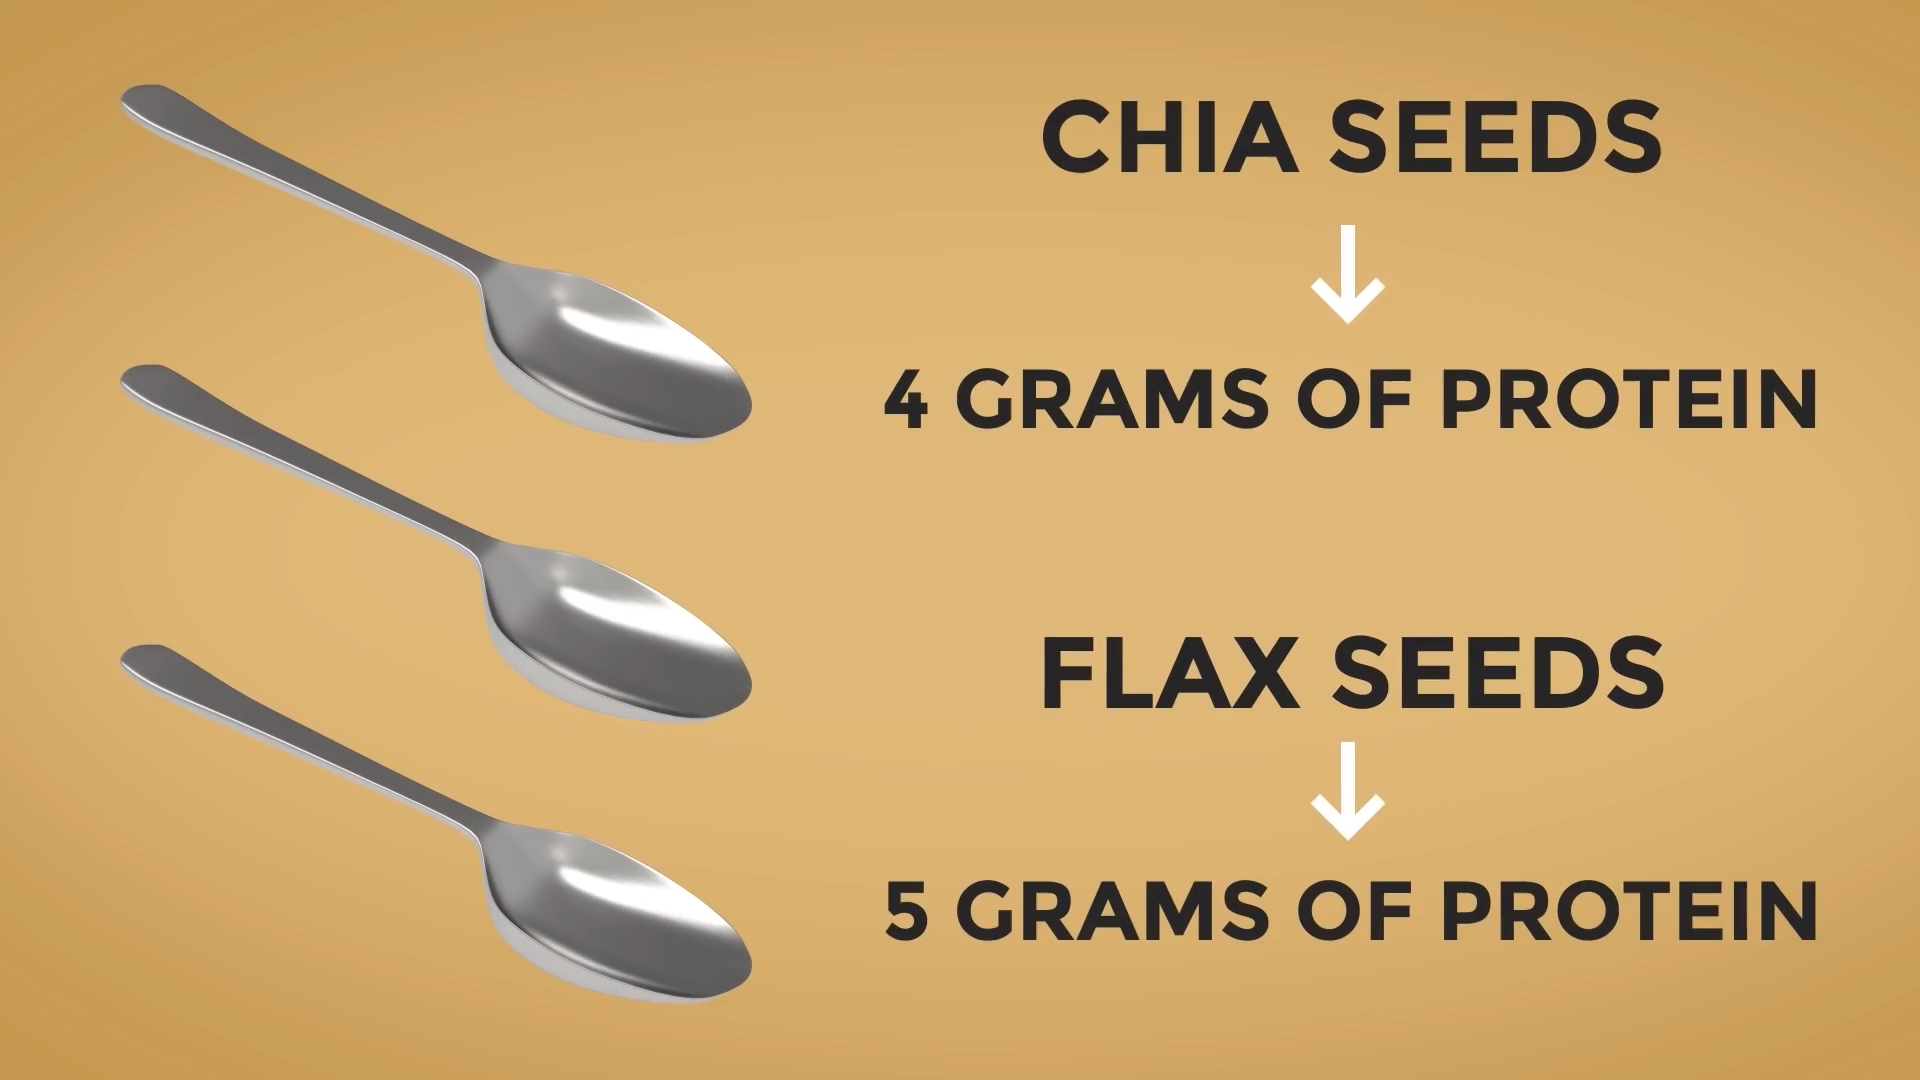 CHIA SEEDS
4 GRAMS OF PROTEIN
FLAX SEEDS
5 GRAMS OF PROTEIN